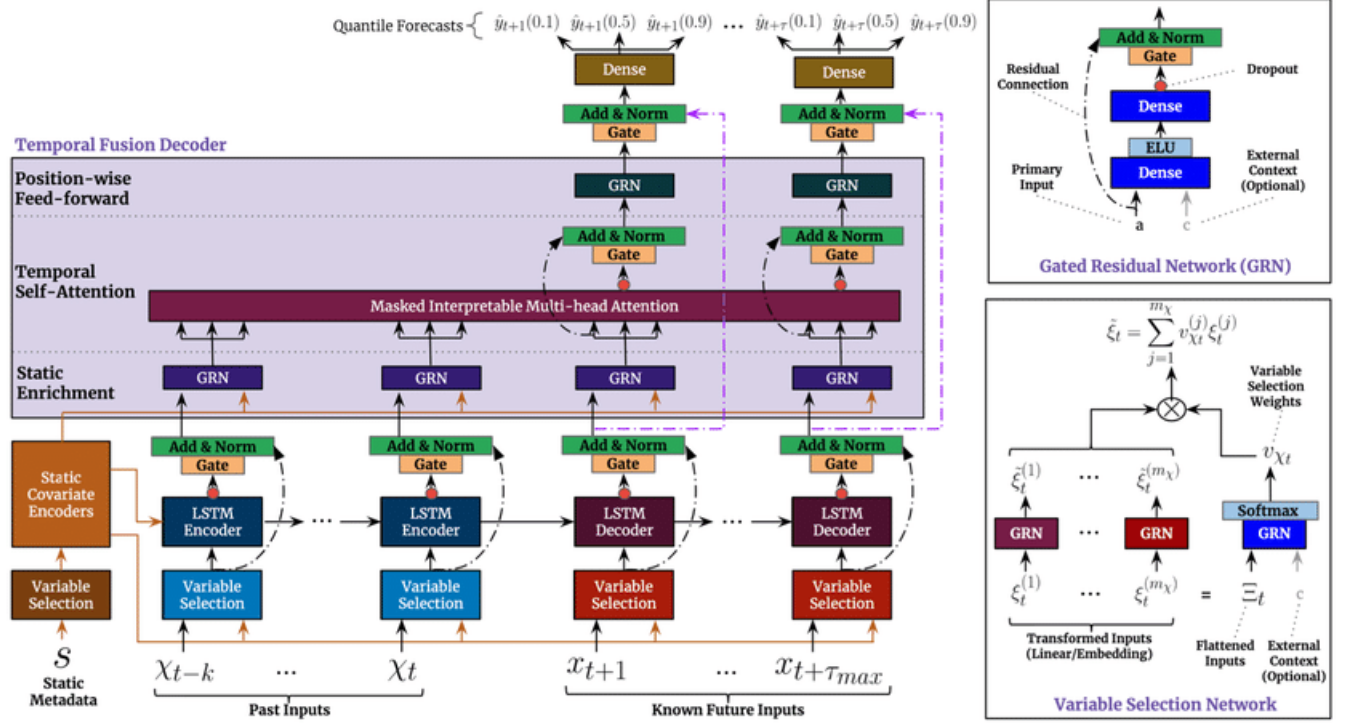 Quantile Forecasts { ŷt+1(0.1) ŷt+1(0.5) ŷt+1(0.9) ... ŷt+τ(0.1) ŷt+τ(0.5) ŷt+τ(0.9)
Dense
Dense
Add & Norm
Gate
Add & Norm
Gate
Temporal Fusion Decoder
Position-wise
Feed-forward
GRN
GRN
Temporal
Self-Attention
Add & Norm
Gate
Add & Norm
Gate
Masked Interpretable Multi-head Attention
Static
Enrichment
GRN
GRN
GRN
GRN
Static
Covariate
Encoders
Add & Norm
Gate
Add & Norm
Gate
Add & Norm
Gate
Add & Norm
Gate
LSTM
Encoder
...
LSTM
Encoder
LSTM
Decoder
...
LSTM
Decoder
Variable
Selection
Variable
Selection
Variable
Selection
Variable
Selection
Variable
Selection
s
Static
Metadata
χt−k ... χt
xt+1 ... xt+τmax
Past Inputs
Known Future Inputs
Add & Norm
Gate
Residual
Connection
Dropout
Dense
ELU
Dense
Primary
Input
External
Context
(Optional)
a
c
Gated Residual Network (GRN)
ξ̃t = ∑ j=1 mχ vχt(j) ξt(j)
Variable
Selection
Weights
ξ̃t(1) ... ξ̃t(mχ)
vχt
Softmax
GRN
GRN ... GRN
ξt(1) ... ξt(mχ) = Ξt c
Transformed Inputs
(Linear/Embedding)
Flattened
Inputs
External
Context
(Optional)
Variable Selection Network